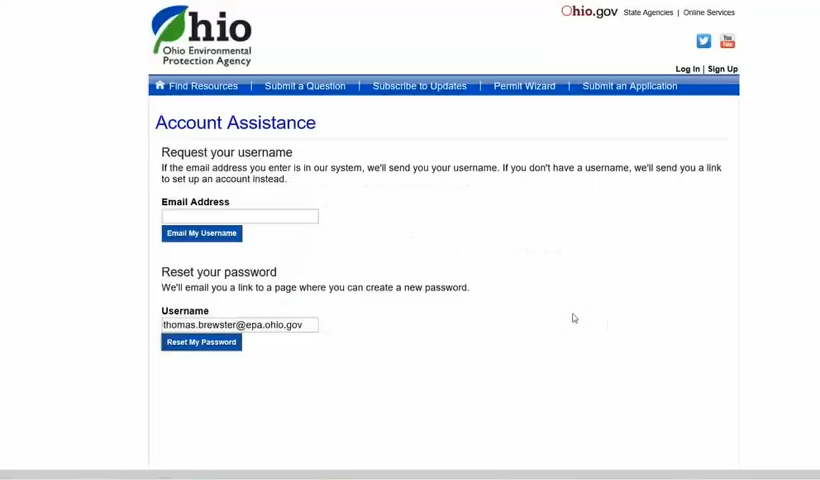 Ohio
Ohio Environmental
Protection Agency
Ohio.gov State Agencies | Online Services
You
Tube
Log In | Sign Up
Find Resources | Submit a Question | Subscribe to Updates | Permit Wizard | Submit an Application
Account Assistance
Request your username
If the email address you enter is in our system, we'll send you your username. If you don't have a username, we'll send you a link
to set up an account instead.
Email Address
Email My Username
Reset your password
We'll email you a link to a page where you can create a new password.
Username
thomas.brewster@epa.ohio.gov
Reset My Password